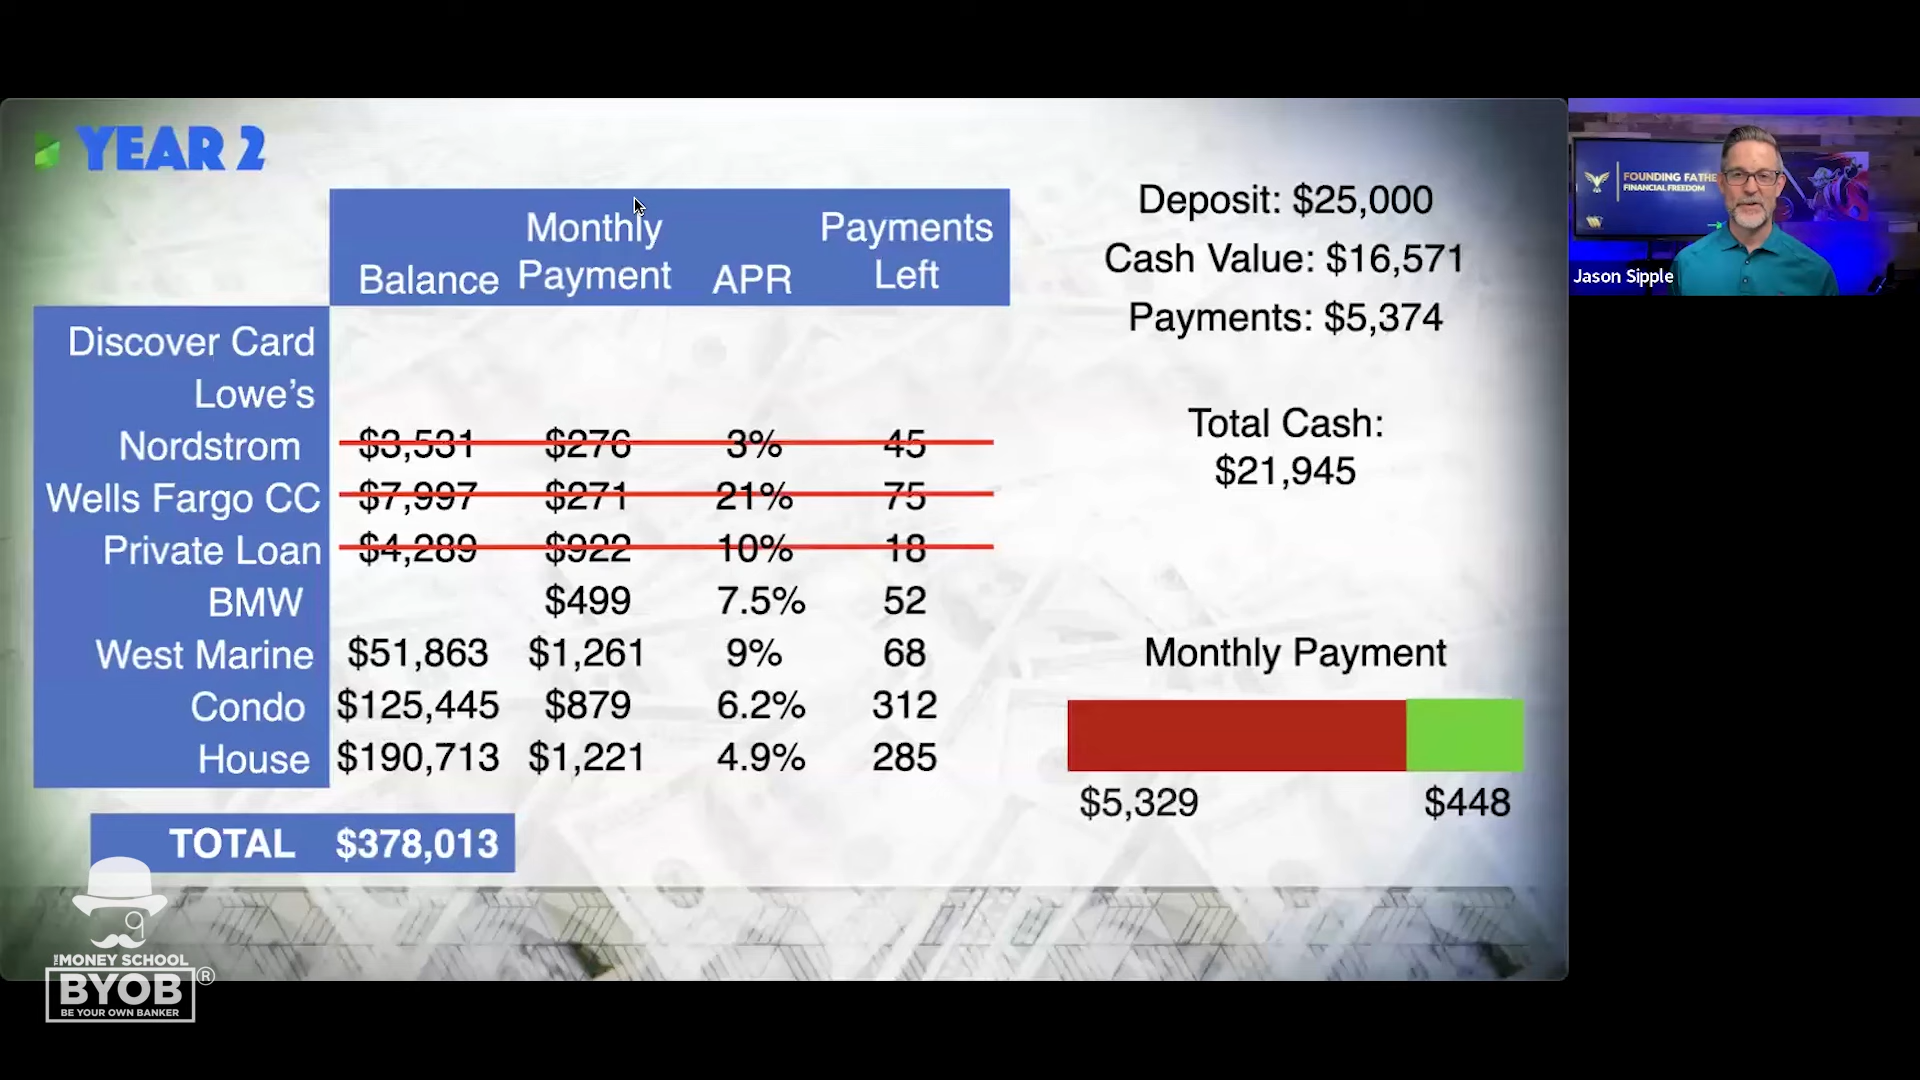 YEAR 2
Balance Monthly Payment APR Payments Left
Discover Card
Lowe's
Nordstrom $3,531 $276 3% 45
Wells Fargo CC $7,997 $271 21% 75
Private Loan $4,289 $922 10% 18
BMW $499 7.5% 52
West Marine $51,863 $1,261 9% 68
Condo $125,445 $879 6.2% 312
House $190,713 $1,221 4.9% 285
TOTAL $378,013
Deposit: $25,000
Cash Value: $16,571
Payments: $5,374
Total Cash:
$21,945
Monthly Payment
$5,329 $448
FOUNDING FATHE
FINANCIAL FREEDOM
Jason Sipple
THE MONEY SCHOOL
BYOB®
BE YOUR OWN BANKER